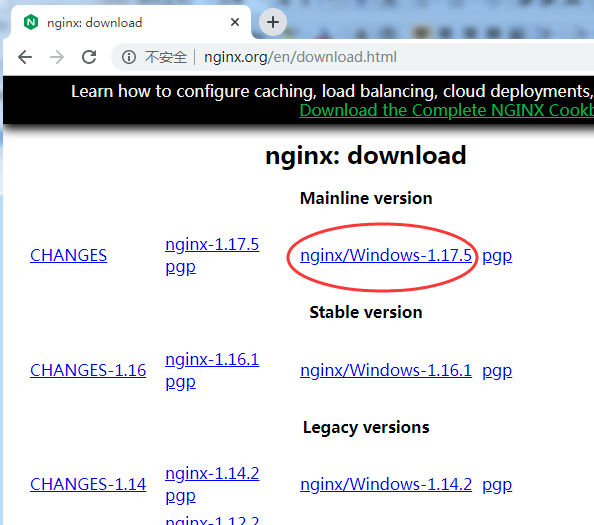 nginx: download
不安全 nginx.org/en/download.html
Learn how to configure caching, load balancing, cloud deployments,
Download the Complete NGINX Cookb
nginx: download
Mainline version
CHANGES nginx-1.17.5 pgp nginx/Windows-1.17.5 pgp
Stable version
CHANGES-1.16 nginx-1.16.1 pgp nginx/Windows-1.16.1 pgp
Legacy versions
CHANGES-1.14 nginx-1.14.2 pgp nginx/Windows-1.14.2 pgp
nginx-1.12.2